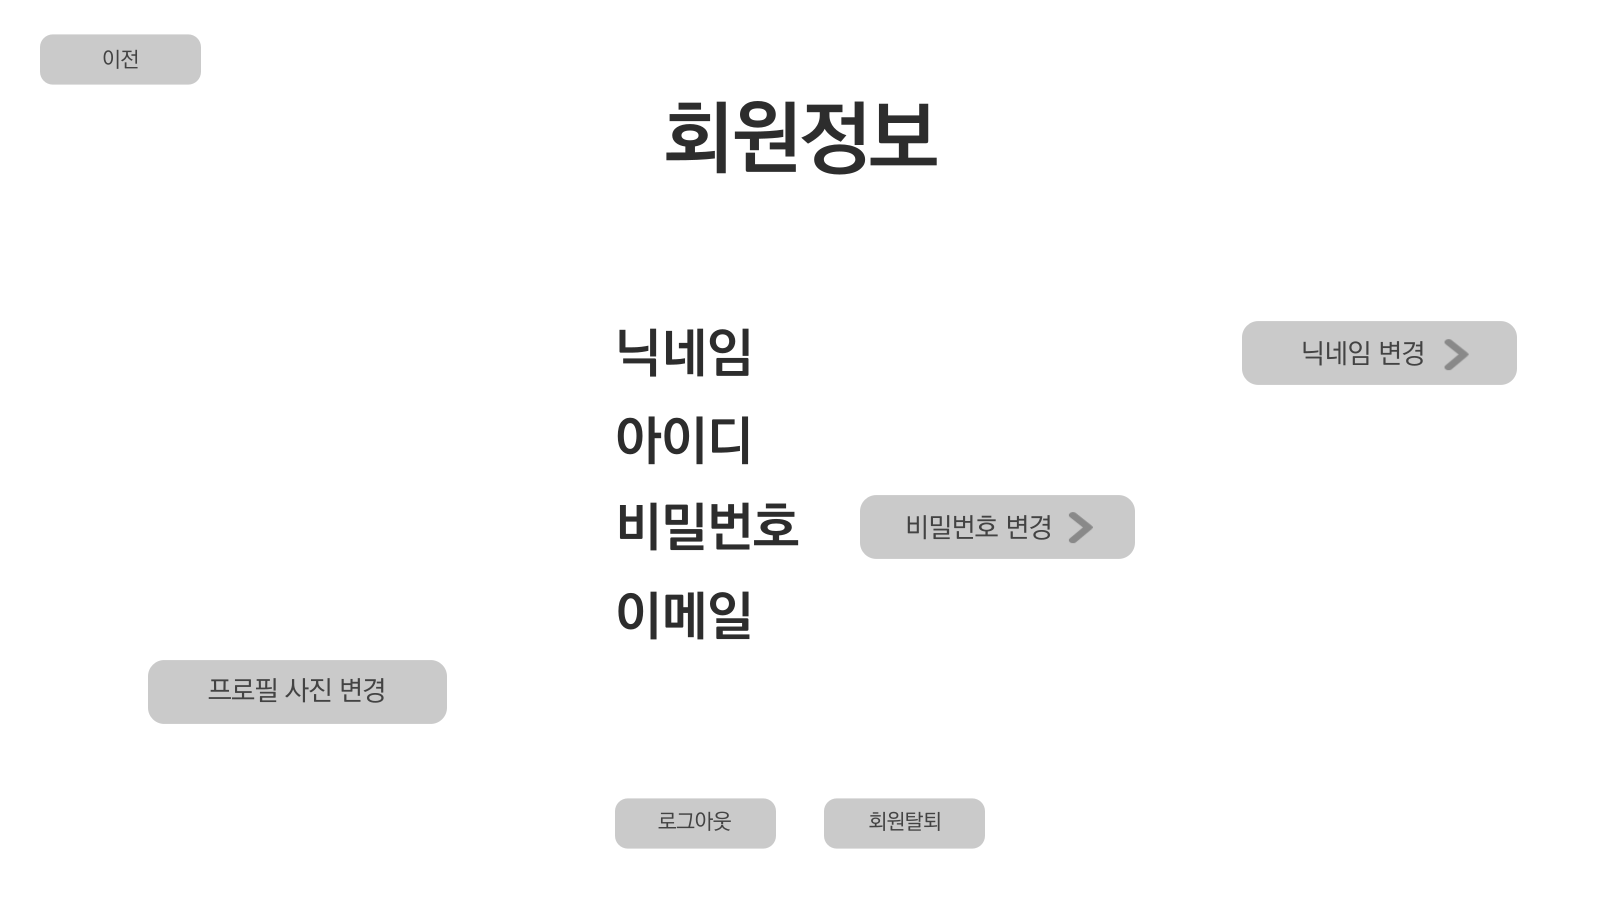 이전
회원정보
닉네임
닉네임 변경
아이디
비밀번호
비밀번호 변경
이메일
프로필 사진 변경
로그아웃
회원탈퇴